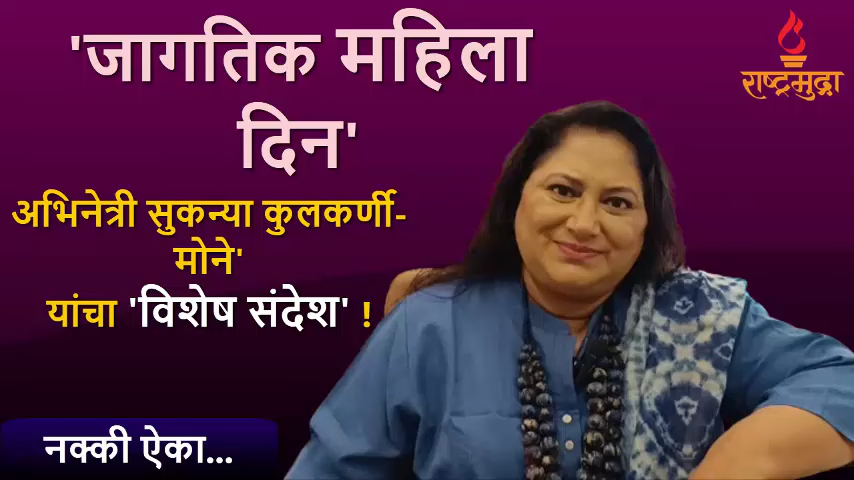 'जागतिक महिला
दिन'
राष्ट्रमुद्रा
अभिनेत्री सुकन्या कुलकर्णी-
मोने'
यांचा 'विशेष संदेश' !
नक्की ऐका...